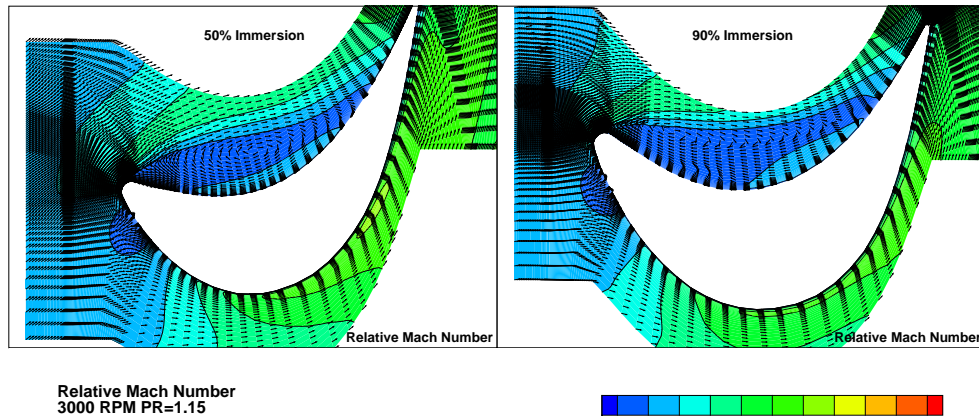 50% Immersion
90% Immersion
Relative Mach Number
Relative Mach Number
Relative Mach Number
3000 RPM PR=1.15